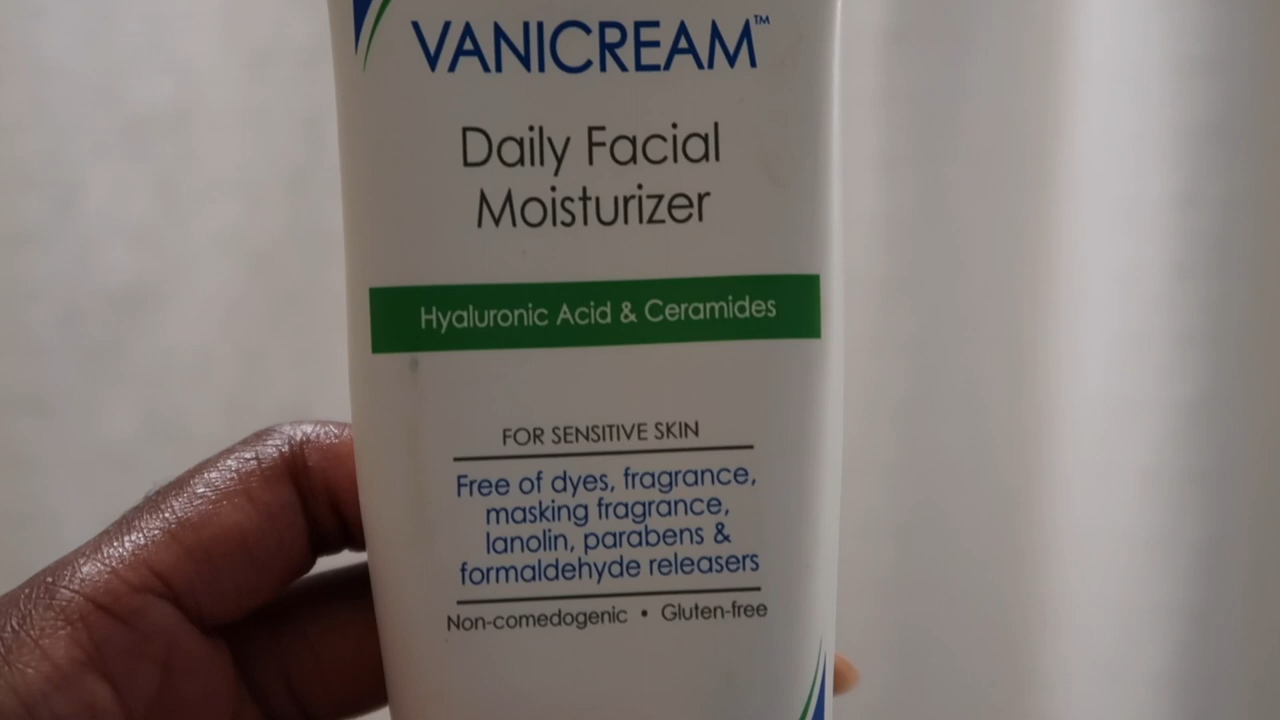 VANICREAM™
Daily Facial
Moisturizer
Hyaluronic Acid & Ceramides
FOR SENSITIVE SKIN
Free of dyes, fragrance,
masking fragrance,
lanolin, parabens &
formaldehyde releasers
Non-comedogenic • Gluten-free